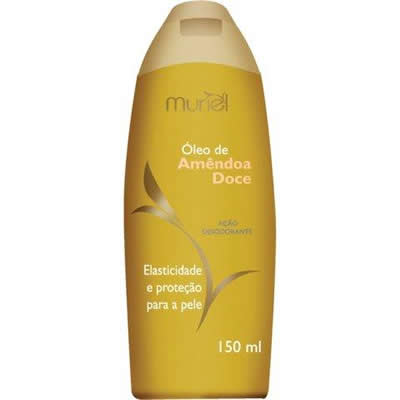 muriel
Óleo de
Amêndoa
Doce
AÇÃO
DESODORANTE
Elasticidade
e proteção
para a pele
150 ml